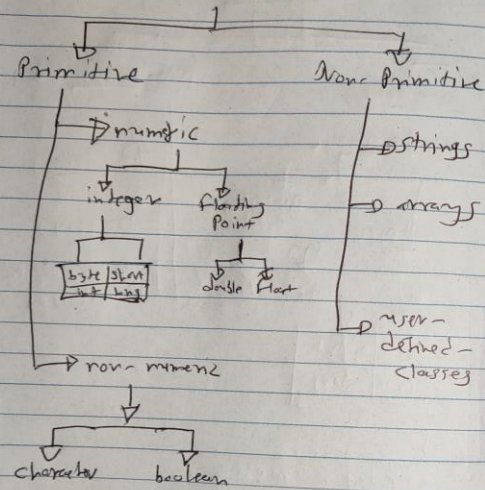 Primitive
Non-Primitive
numeric
strings
integer
floating
Point
arrays
byte short
int long
double float
user-
defined-
classes
non-numeric
character
boolean